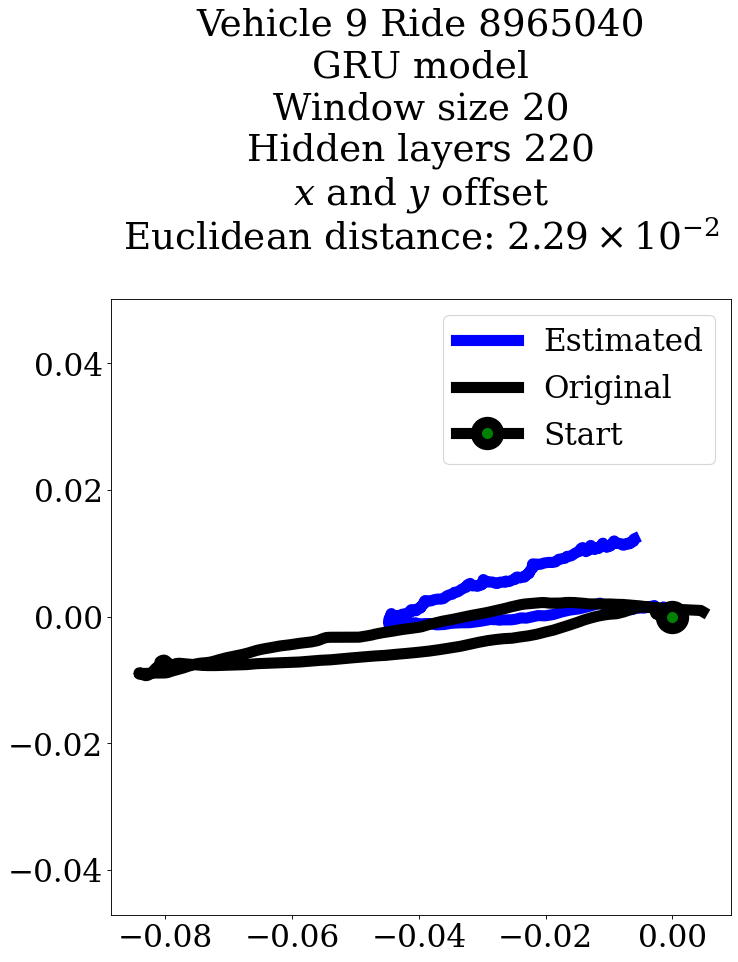 Vehicle 9 Ride 8965040
GRU model
Window size 20
Hidden layers 220
x and y offset
Euclidean distance: 2.29 × 10⁻²
Estimated
Original
Start
0.04
0.02
0.00
−0.02
−0.04
−0.08 −0.06 −0.04 −0.02 0.00